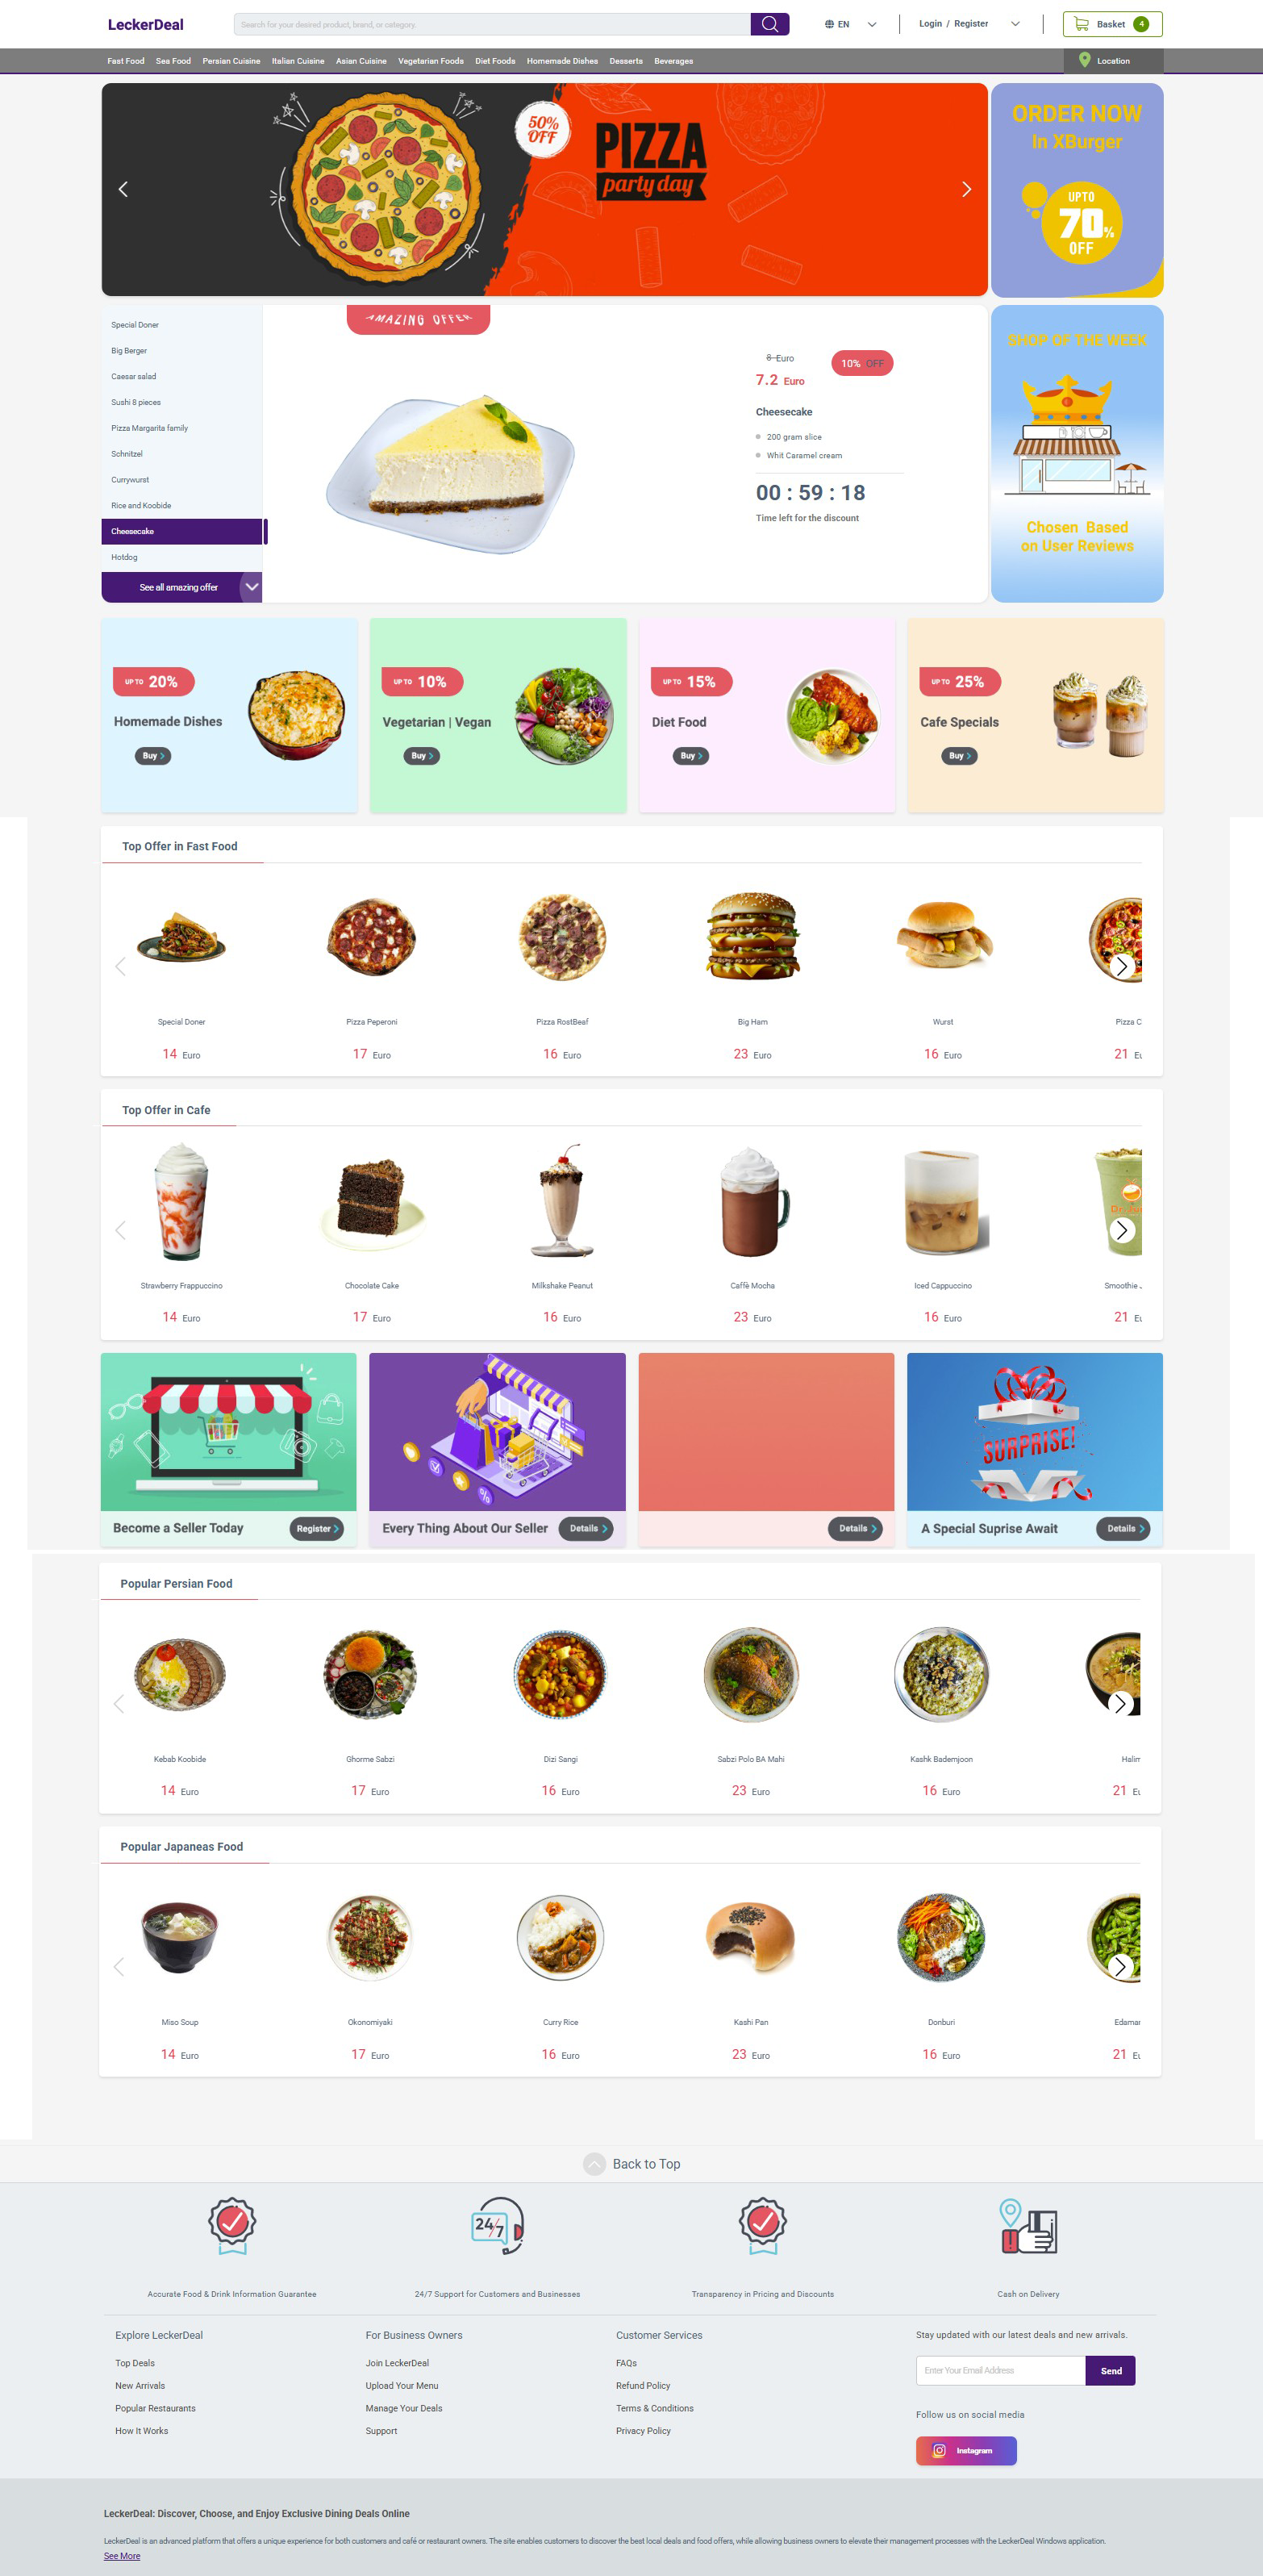 LeckerDeal
Search for your desired product, brand, or category
EN
Login / Register
Basket 4
Fast Food Sea Food Persian Cuisine Italian Cuisine Asian Cuisine Vegetarian Foods Diet Foods Homemade Dishes Desserts Beverages
Location
50%
OFF
PIZZA
party day
ORDER NOW
In XBurger
UPTO
70%
OFF
Special Doner
Big Berger
Caesar salad
Sushi 8 pieces
Pizza Margarita family
Schnitzel
Currywurst
Rice and Koobide
Cheesecake
Hotdog
See all amazing offer
AMAZING OFFER
8 Euro
10% OFF
7.2 Euro
Cheesecake
200 gram slice
Whit Caramel cream
00 : 59 : 18
Time left for the discount
SHOP OF THE WEEK
Chosen Based
on User Reviews
UP TO 20%
Homemade Dishes
Buy
UP TO 10%
Vegetarian | Vegan
Buy
UP TO 15%
Diet Food
Buy
UP TO 25%
Cafe Specials
Buy
Top Offer in Fast Food
Special Doner Pizza Peperoni Pizza RostBeaf Big Ham Wurst Pizza C
14 Euro 17 Euro 16 Euro 23 Euro 16 Euro 21 Eu
Top Offer in Cafe
Strawberry Frappuccino Chocolate Cake Milkshake Peanut Caffè Mocha Iced Cappuccino Smoothie
14 Euro 17 Euro 16 Euro 23 Euro 16 Euro 21 Eu
SURPRISE!
Become a Seller Today Register
Every Thing About Our Seller Details
Details
A Special Suprise Await Details
Popular Persian Food
Kebab Koobide Ghorme Sabzi Dizi Sangi Sabzi Polo BA Mahi Kashk Bademjoon Halim
14 Euro 17 Euro 16 Euro 23 Euro 16 Euro 21 Eu
Popular Japaneas Food
Miso Soup Okonomiyaki Curry Rice Kashi Pan Donburi Edamar
14 Euro 17 Euro 16 Euro 23 Euro 16 Euro 21 Eu
Back to Top
24/7
Accurate Food & Drink Information Guarantee
24/7 Support for Customers and Businesses
Transparency in Pricing and Discounts
Cash on Delivery
Explore LeckerDeal
Top Deals
New Arrivals
Popular Restaurants
How It Works
For Business Owners
Join LeckerDeal
Upload Your Menu
Manage Your Deals
Support
Customer Services
FAQs
Refund Policy
Terms & Conditions
Privacy Policy
Stay updated with our latest deals and new arrivals.
Enter Your Email Address
Send
Follow us on social media
Instagram
LeckerDeal: Discover, Choose, and Enjoy Exclusive Dining Deals Online
LeckerDeal is an advanced platform that offers a unique experience for both customers and café or restaurant owners. The site enables customers to discover the best local deals and food offers, while allowing business owners to elevate their management processes with the LeckerDeal Windows application.
See More